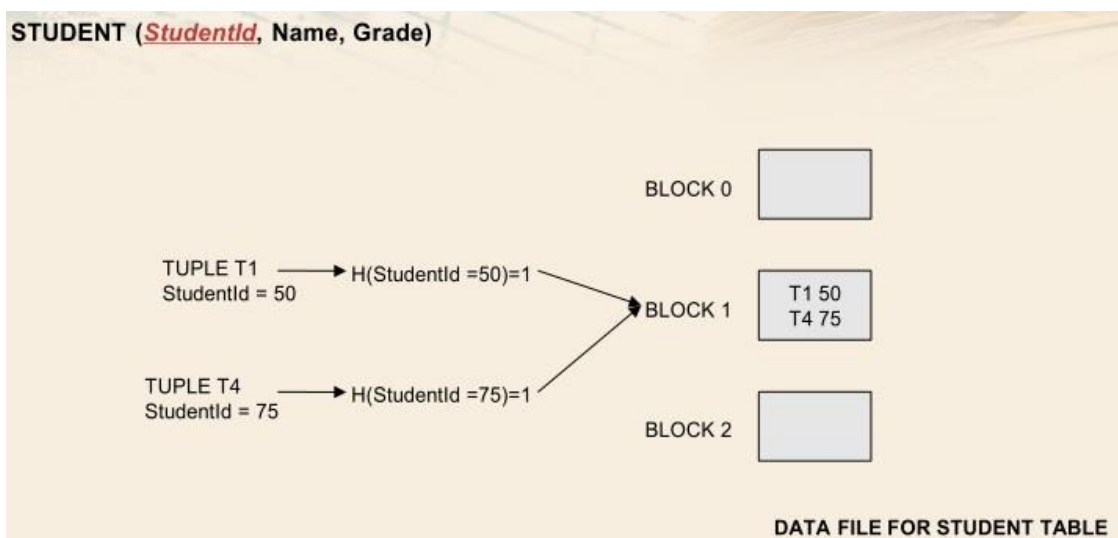 STUDENT (StudentId, Name, Grade)
BLOCK 0
TUPLE T1
StudentId = 50
H(StudentId =50)=1
BLOCK 1
T1 50
T4 75
TUPLE T4
StudentId = 75
H(StudentId =75)=1
BLOCK 2
DATA FILE FOR STUDENT TABLE